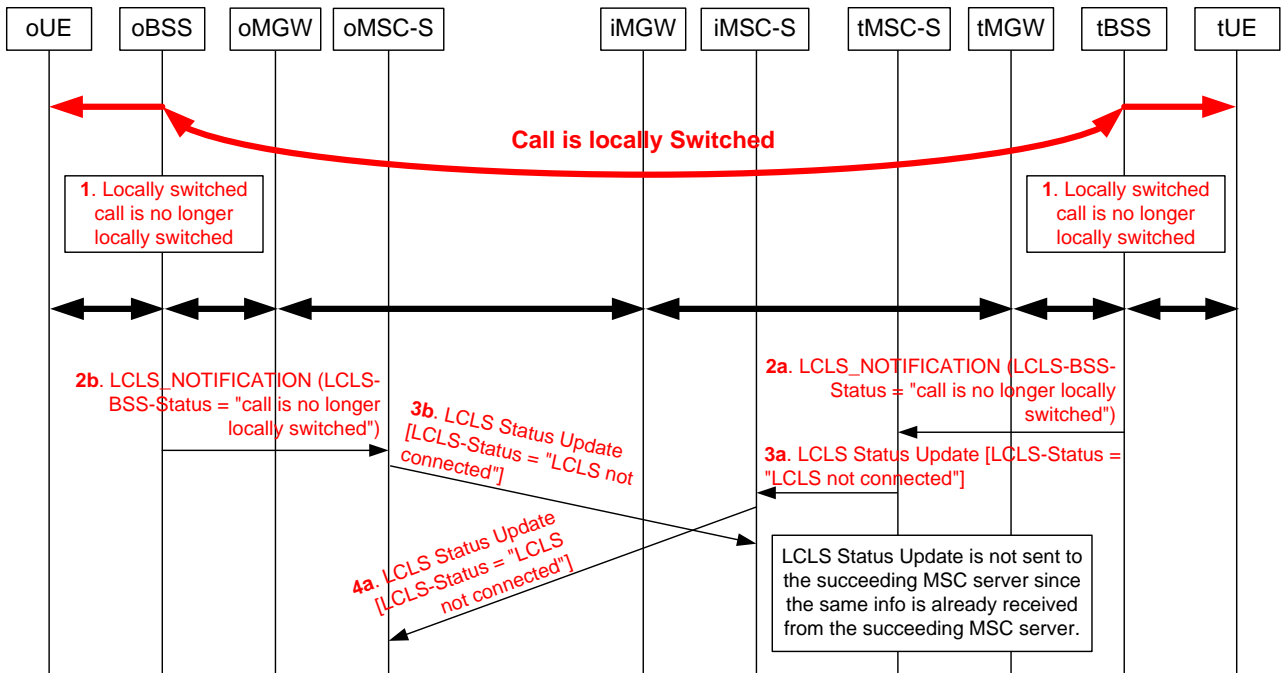 oUE oBSS oMGW oMSC-S iMGW iMSC-S tMSC-S tMGW tBSS tUE
Call is locally Switched
1. Locally switched
call is no longer
locally switched
1. Locally switched
call is no longer
locally switched
2b. LCLS_NOTIFICATION (LCLS-
BSS-Status = "call is no longer
locally switched")
2a. LCLS_NOTIFICATION (LCLS-BSS-
Status = "call is no longer locally
switched")
3b. LCLS Status Update
[LCLS-Status = "LCLS not
connected"]
3a. LCLS Status Update [LCLS-Status =
"LCLS not connected"]
4a. LCLS Status Update
[LCLS-Status = "LCLS
not connected"]
LCLS Status Update is not sent to
the succeeding MSC server since
the same info is already received
from the succeeding MSC server.